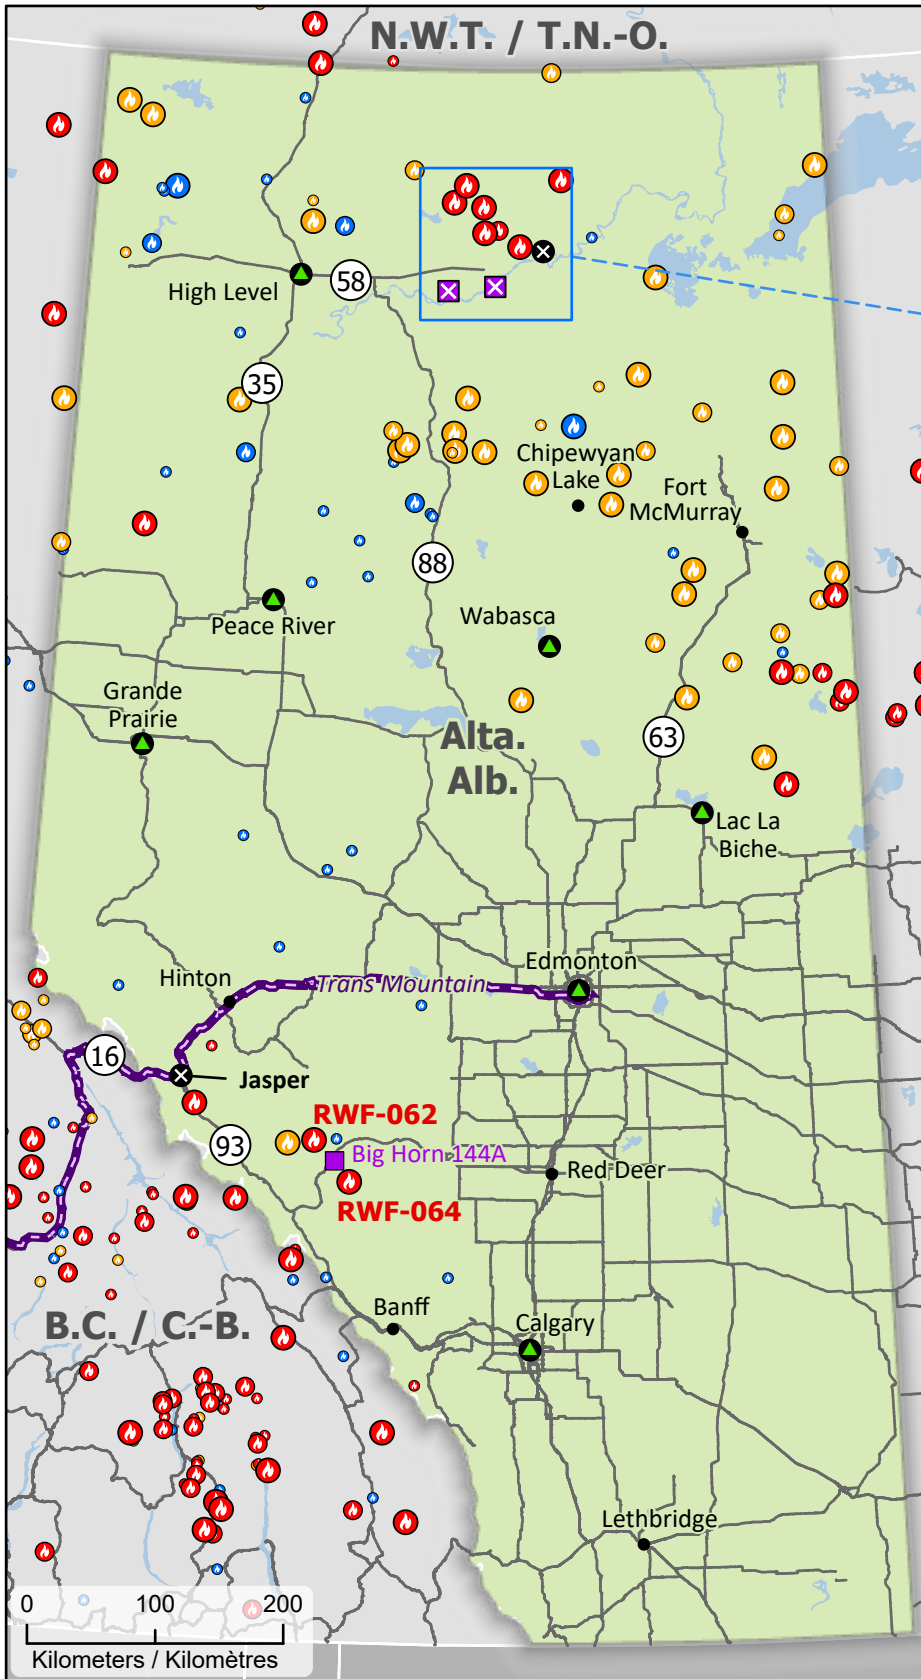 N.W.T. / T.N.-O.
High Level
58
35
Chipewyan
Lake
Fort
McMurray
88
Peace River
Wabasca
Grande
Prairie
Alta.
Alb.
63
Lac La
Biche
Edmonton
Hinton
Trans Mountain
16
Jasper
RWF-062
93
Big Horn 144A
Red Deer
RWF-064
Banff
B.C. / C.-B.
Calgary
Lethbridge
0 100 200
Kilometers / Kilomètres